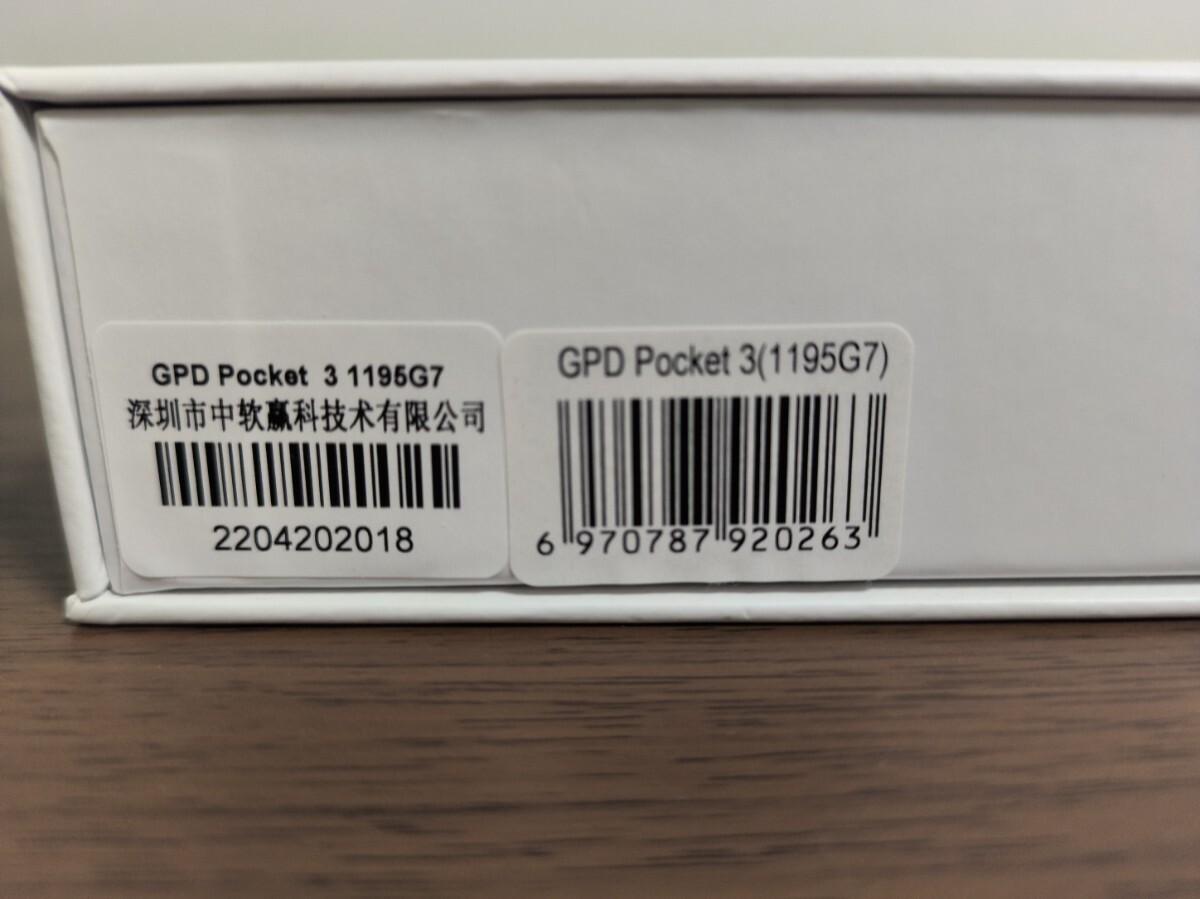 GPD Pocket 3 1195G7
深圳市中软赢科技术有限公司
2204202018
GPD Pocket 3(1195G7)
6 970787 920263